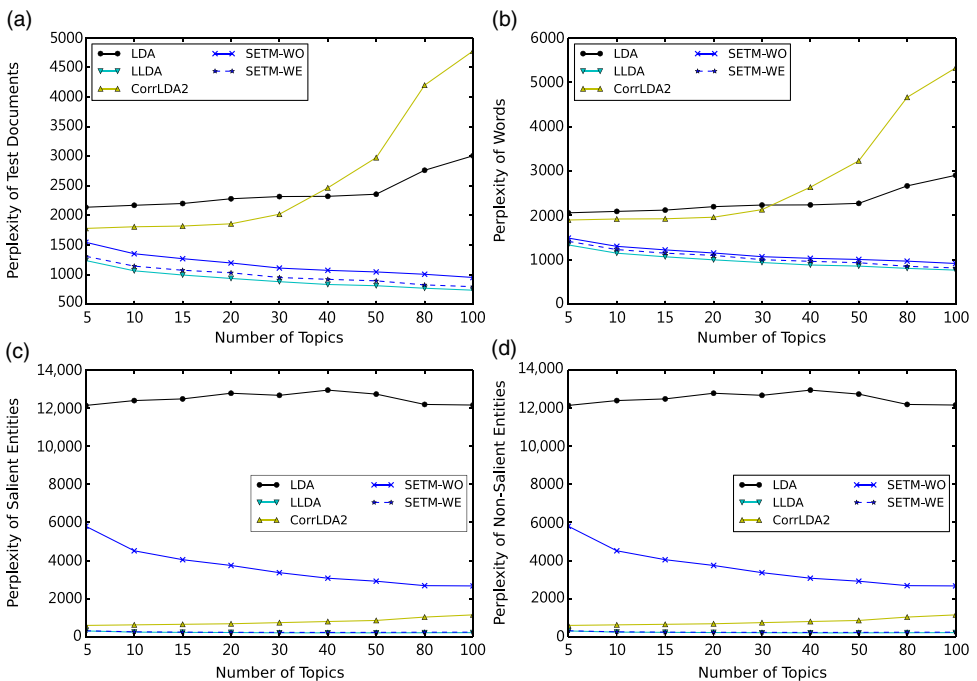 (a)
5000
4500
4000
3500
3000
2500
2000
1500
1000
500
Perplexity of Test Documents
LDA
LLDA
CorrLDA2
SETM-WO
SETM-WE
5 10 15 20 30 40 50 80 100
Number of Topics
(b)
6000
5000
4000
3000
2000
1000
0
Perplexity of Words
LDA
LLDA
CorrLDA2
SETM-WO
SETM-WE
5 10 15 20 30 40 50 80 100
Number of Topics
(c)
14,000
12,000
10,000
8000
6000
4000
2000
0
Perplexity of Salient Entities
LDA
LLDA
CorrLDA2
SETM-WO
SETM-WE
5 10 15 20 30 40 50 80 100
Number of Topics
(d)
14,000
12,000
10,000
8000
6000
4000
2000
0
Perplexity of Non-Salient Entities
LDA
LLDA
CorrLDA2
SETM-WO
SETM-WE
5 10 15 20 30 40 50 80 100
Number of Topics